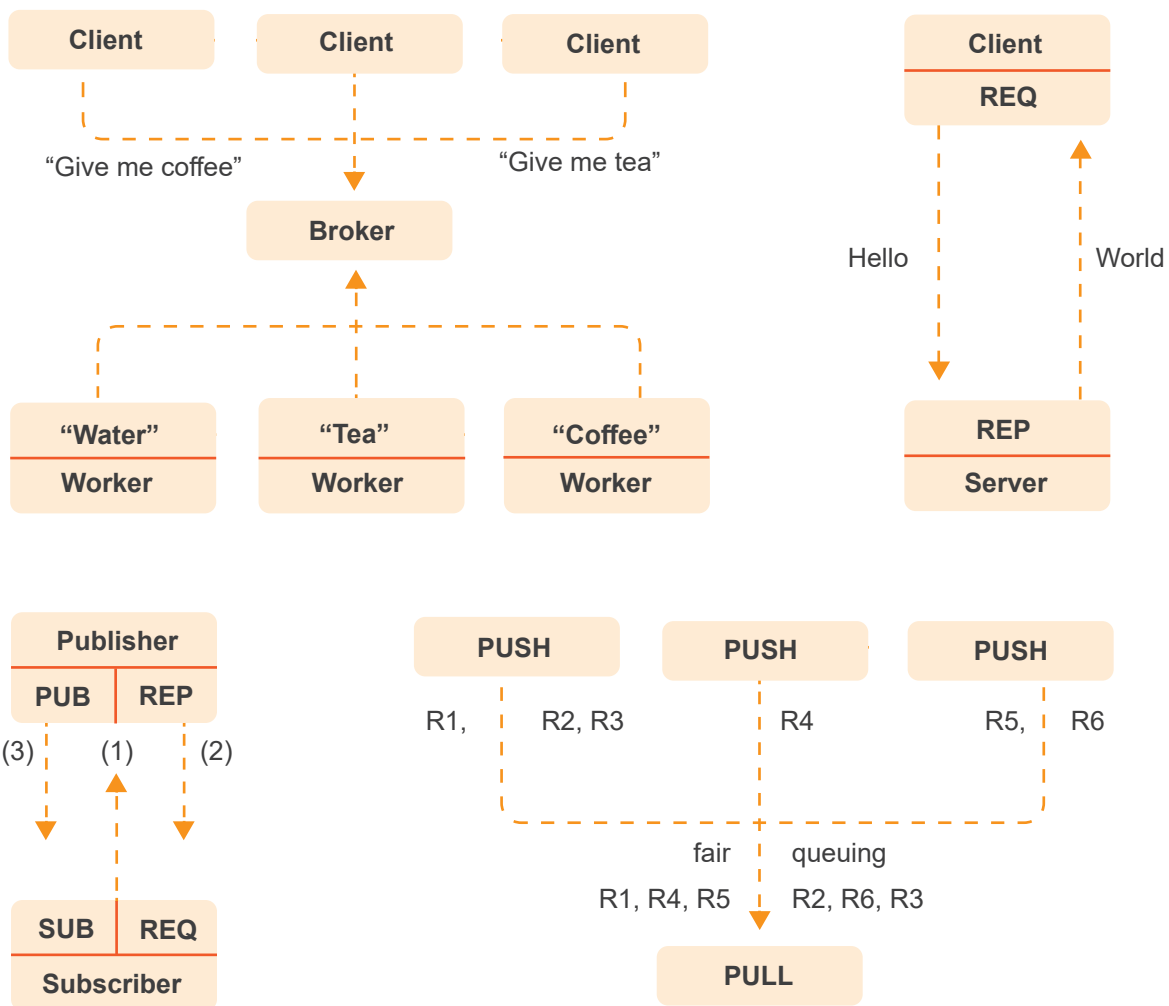 Client
Client
Client
“Give me coffee”
“Give me tea”
Broker
“Water”
Worker
“Tea”
Worker
“Coffee”
Worker
Client
REQ
Hello
World
REP
Server
Publisher
PUB
REP
(3)
(1)
(2)
SUB
REQ
Subscriber
PUSH
PUSH
PUSH
R1,
R2, R3
R4
R5,
R6
fair
queuing
R1, R4, R5
R2, R6, R3
PULL